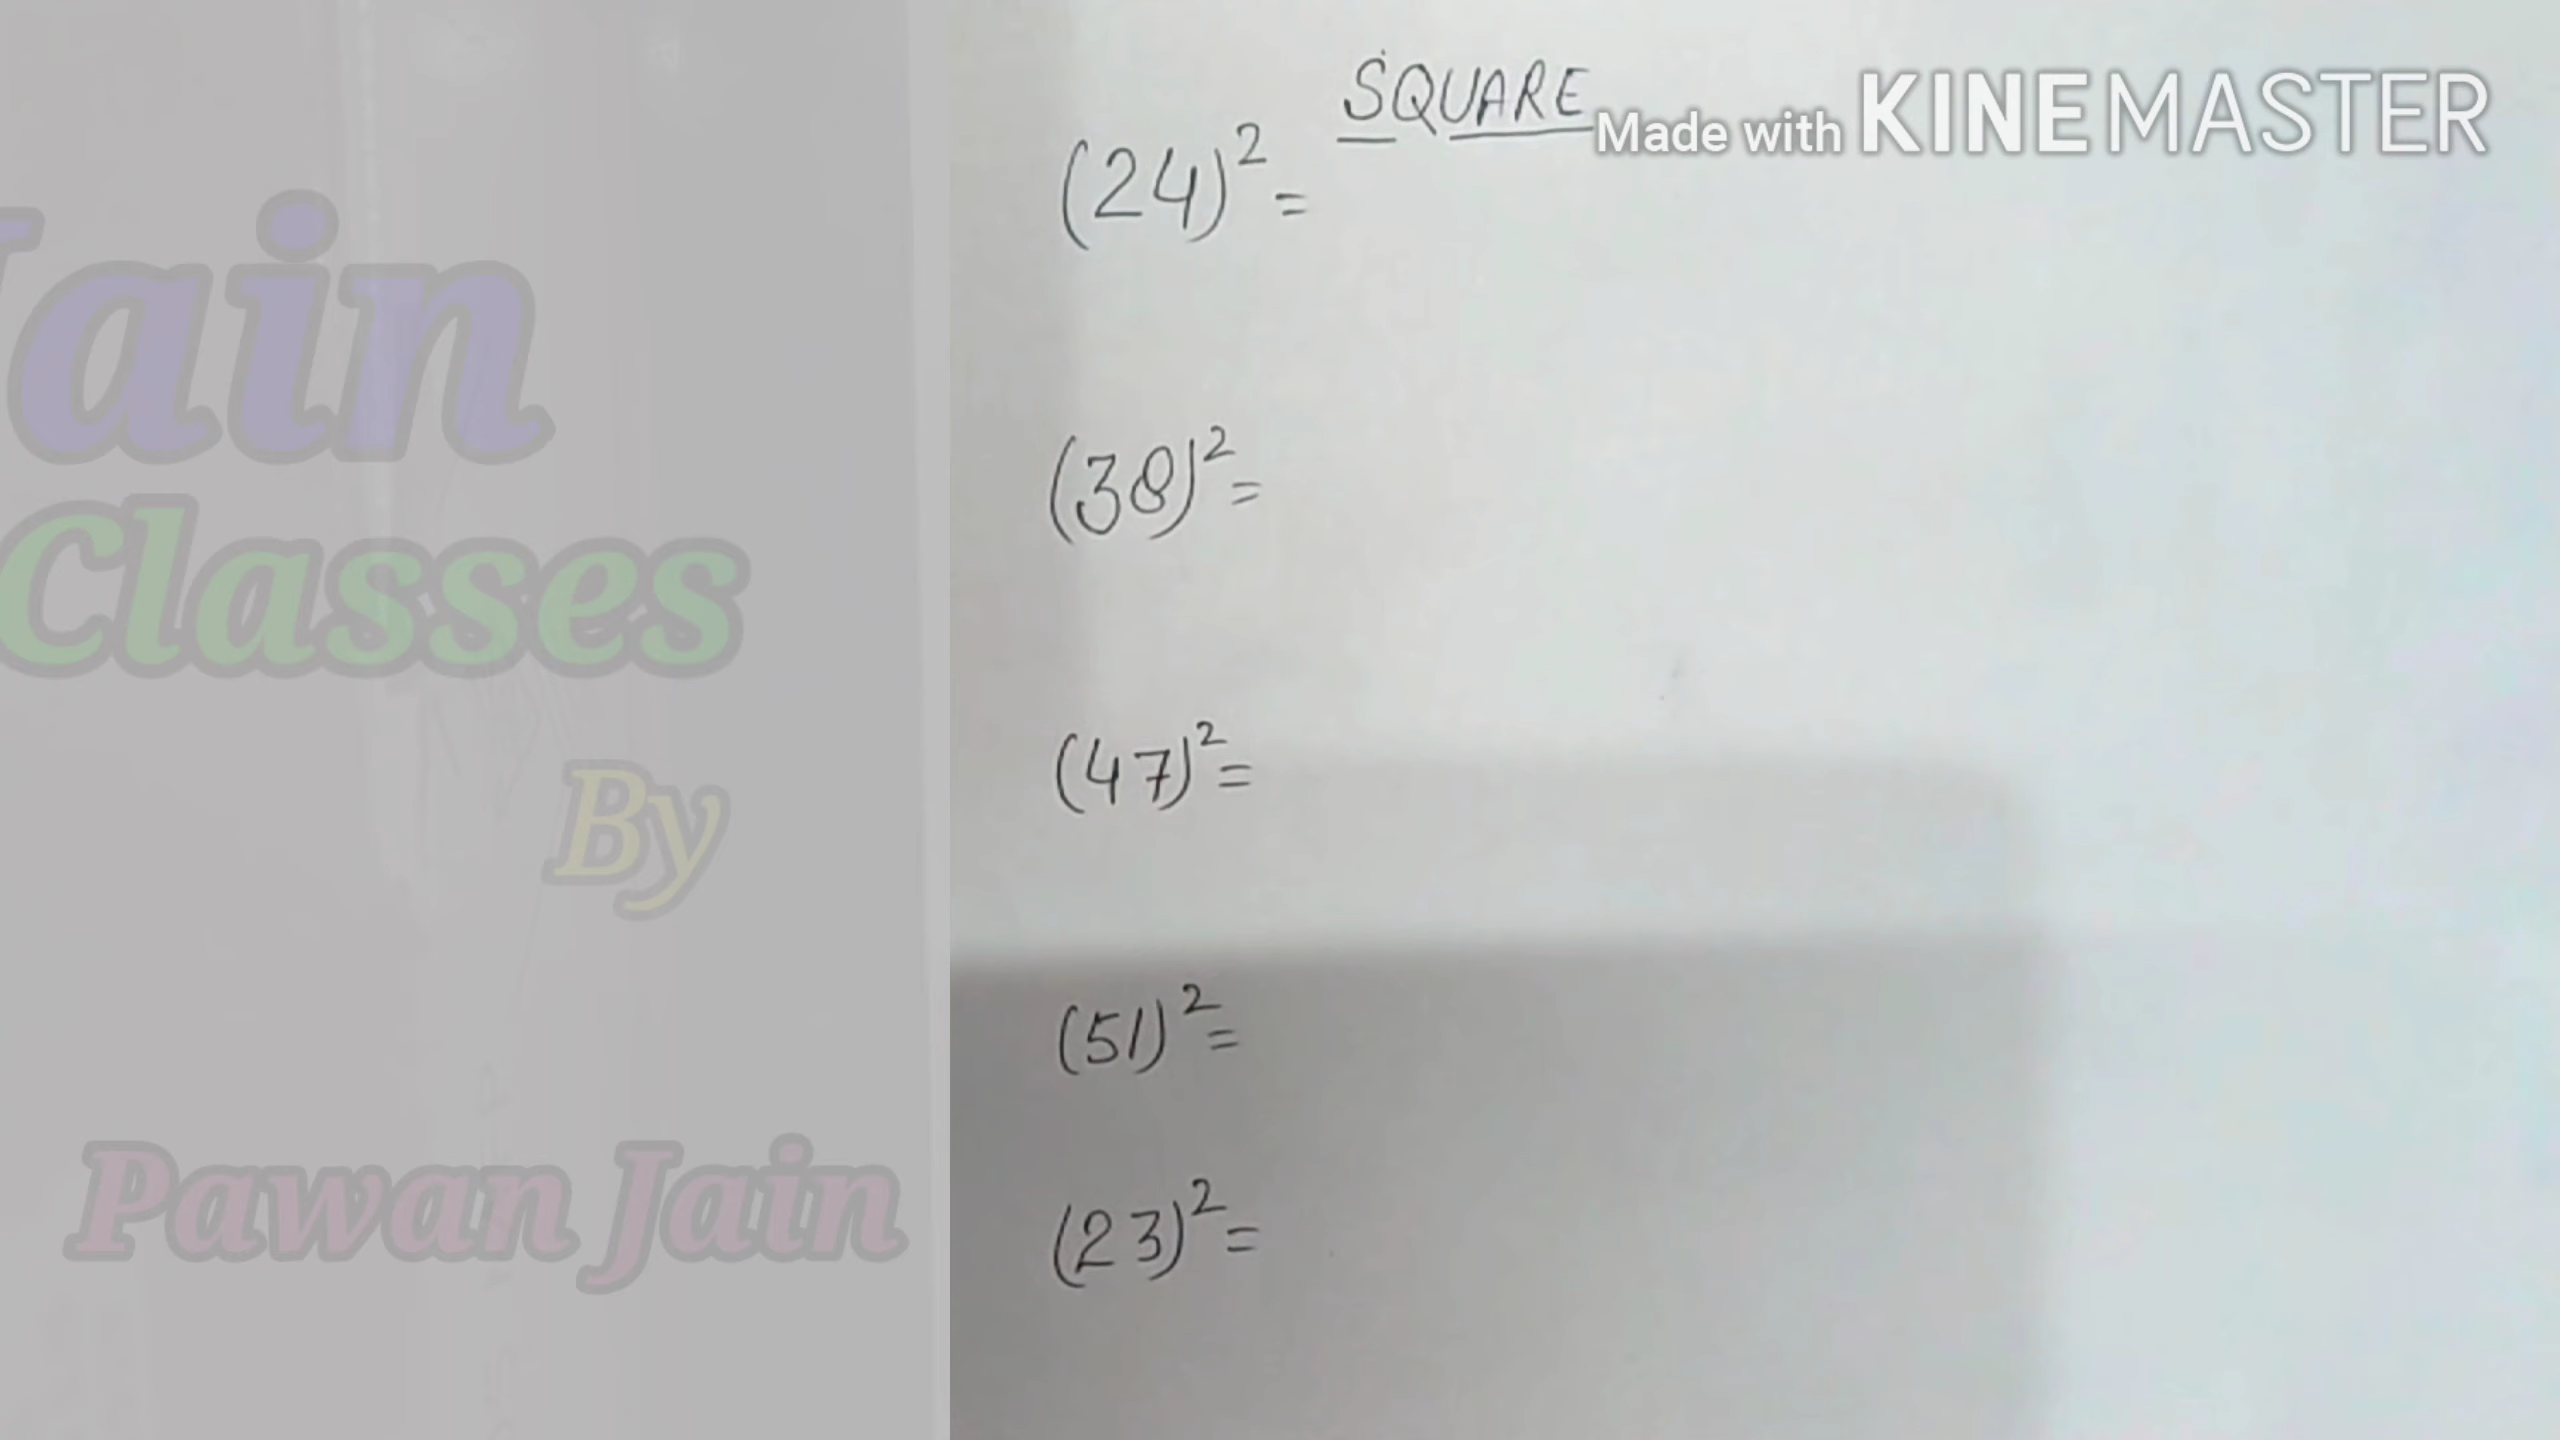 Jain
Classes
By
Pawan Jain
SQUARE
Made with KINEMASTER
(24)²=
(38)²=
(47)²=
(51)²=
(23)²=